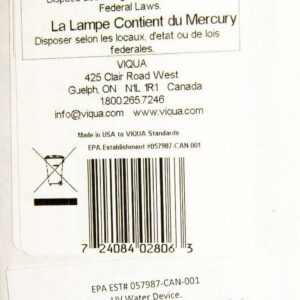 Federal Laws.
La Lampe Contient du Mercury
Disposer selon les locaux, d'etat ou de lois
federales.
VIQUA
425 Clair Road West
Guelph, ON N1L 1R1 Canada
1.800.265.7246
info@viqua.com www.viqua.com
Made in USA to VIQUA Standards
EPA Establishment #057987-CAN-001
7 24084 02806 3
EPA EST# 057987-CAN-001
UV Water Device.